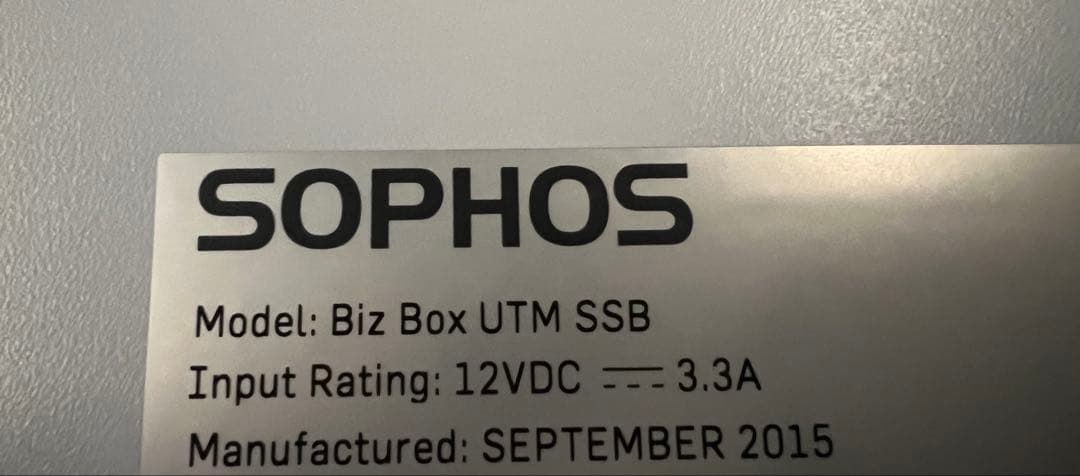 SOPHOS
Model: Biz Box UTM SSB
Input Rating: 12VDC ⎓ 3.3A
Manufactured: SEPTEMBER 2015